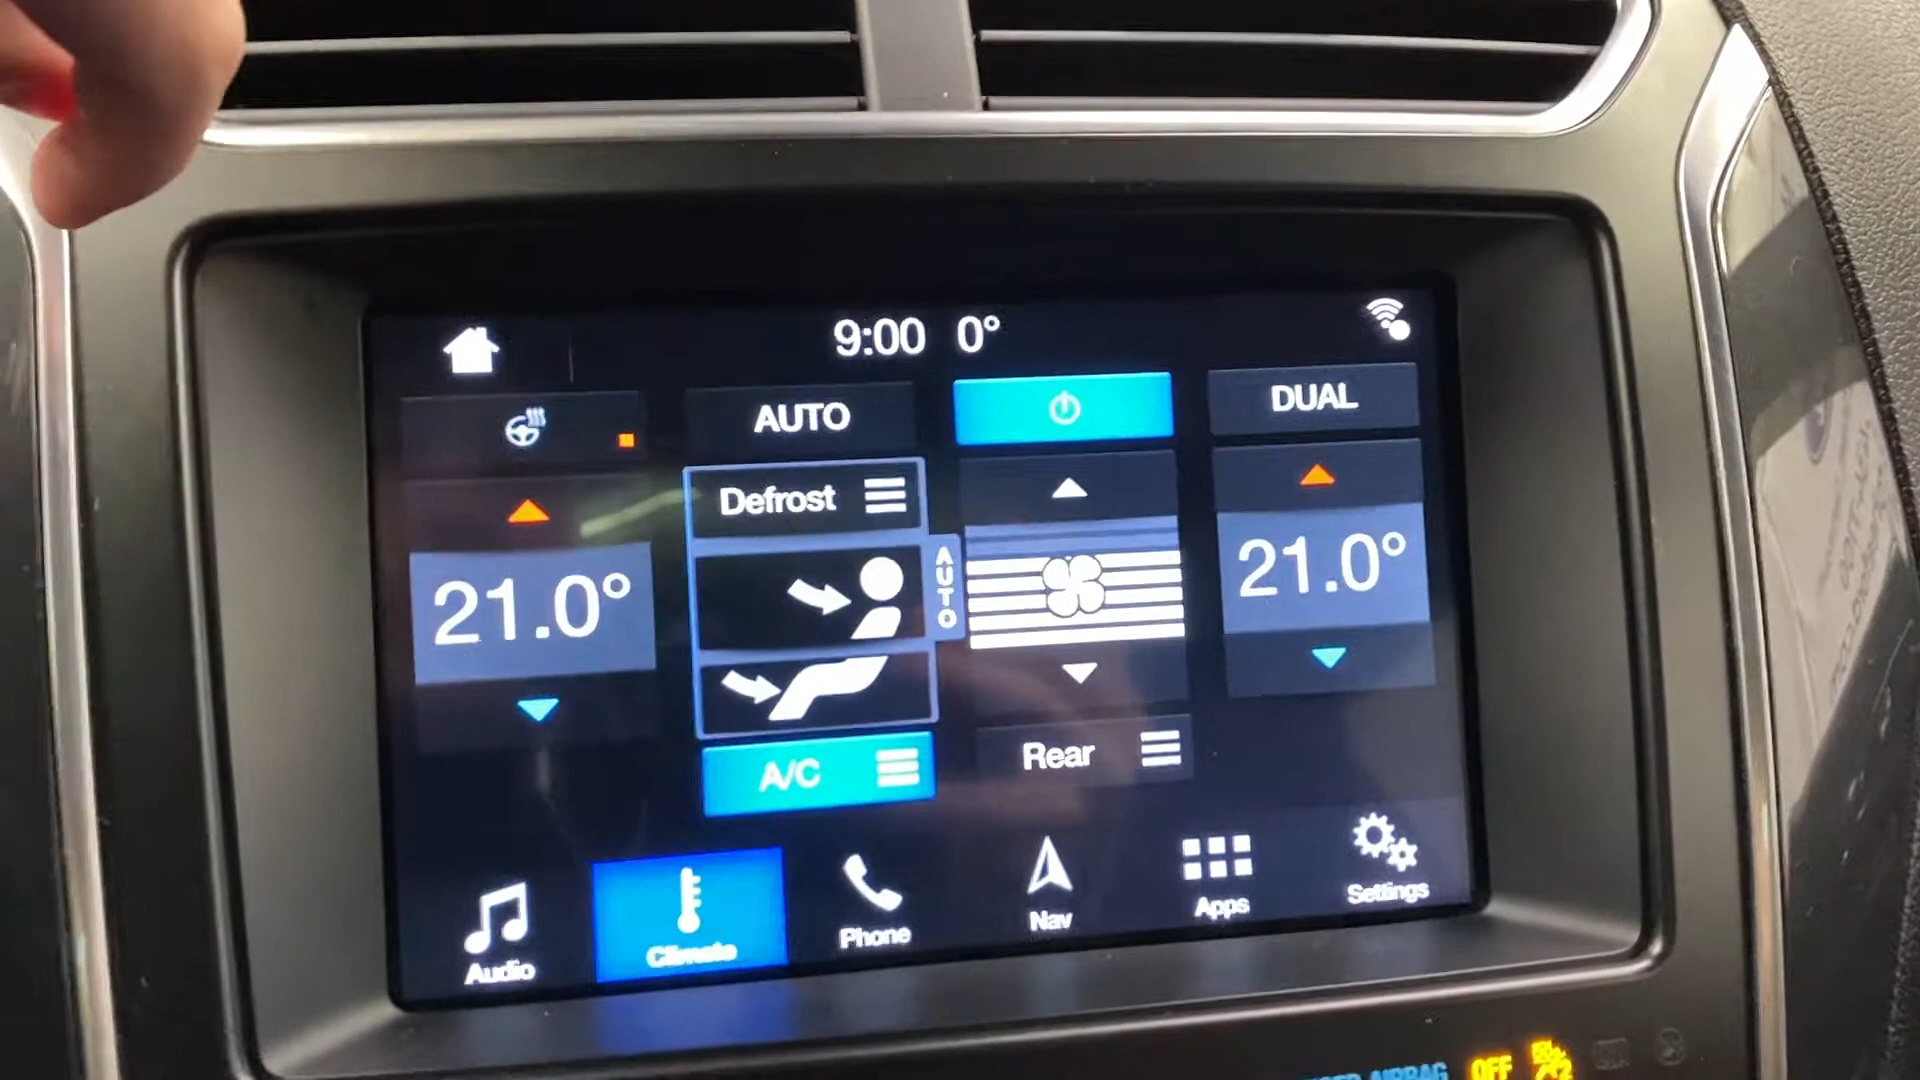 9:00 0°
AUTO
DUAL
Defrost
AUTO
21.0°
21.0°
A/C
Rear
Audio
Climate
Phone
Nav
Apps
Settings
AIRBAG OFF